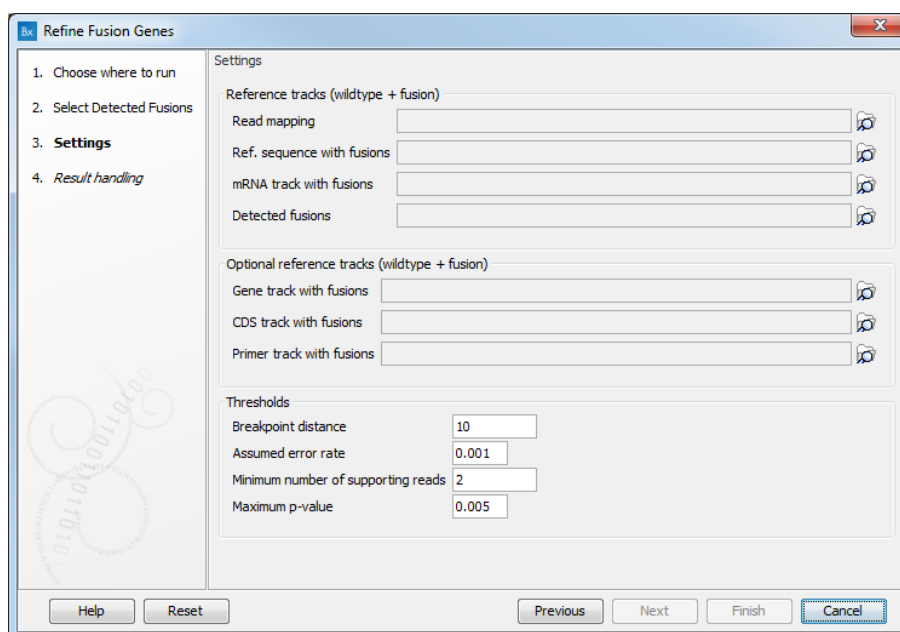 Bx Refine Fusion Genes
1. Choose where to run
2. Select Detected Fusions
3. Settings
4. Result handling
Settings
Reference tracks (wildtype + fusion)
Read mapping
Ref. sequence with fusions
mRNA track with fusions
Detected fusions
Optional reference tracks (wildtype + fusion)
Gene track with fusions
CDS track with fusions
Primer track with fusions
Thresholds
Breakpoint distance 10
Assumed error rate 0.001
Minimum number of supporting reads 2
Maximum p-value 0.005
Help Reset Previous Next Finish Cancel